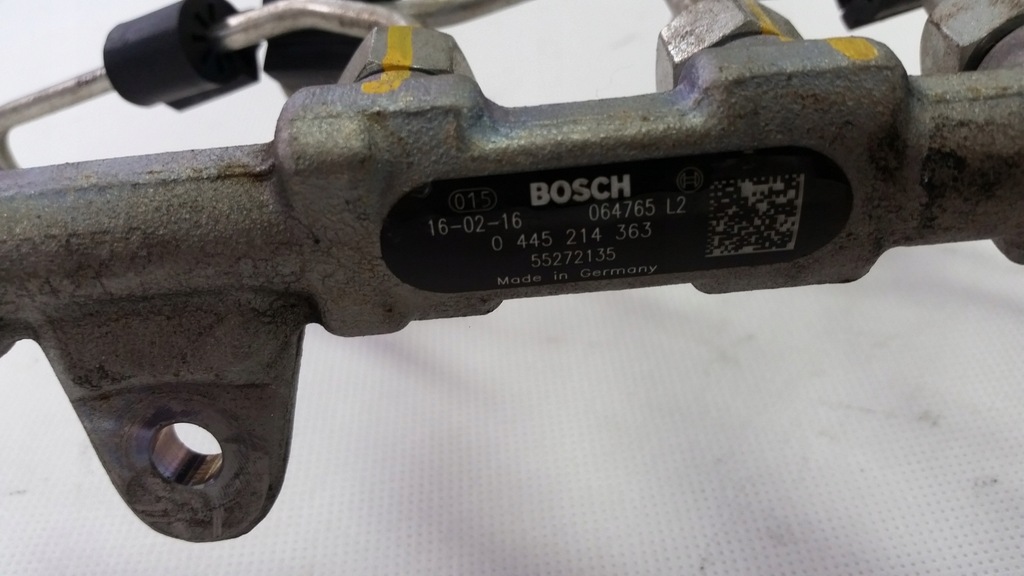 015 BOSCH
16-02-16 064765 L2
0 445 214 363
55272135
Made in Germany